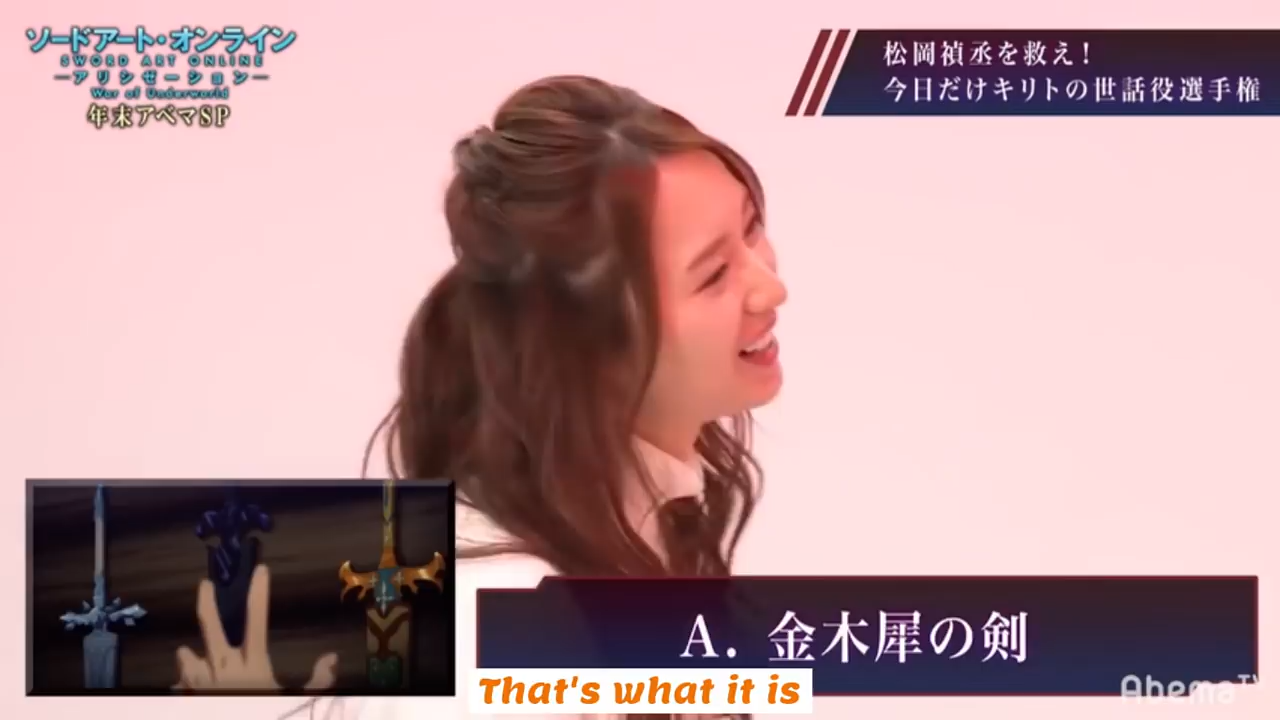 ソードアート・オンライン
SWORD ART ONLINE
アリシゼーション
War of Underworld
年末アベマSP
松岡禎丞を救え!
今日だけキリトの世話役選手権
A. 金木犀の剣
That's what it is
AbemaTV